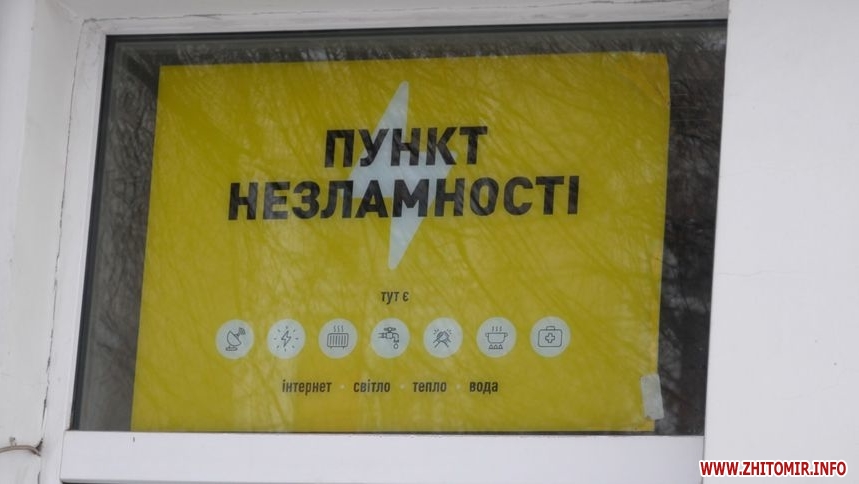 ПУНКТ
НЕЗЛАМНОСТІ
тут є
інтернет · світло · тепло · вода
WWW.ZHITOMIR.INFO